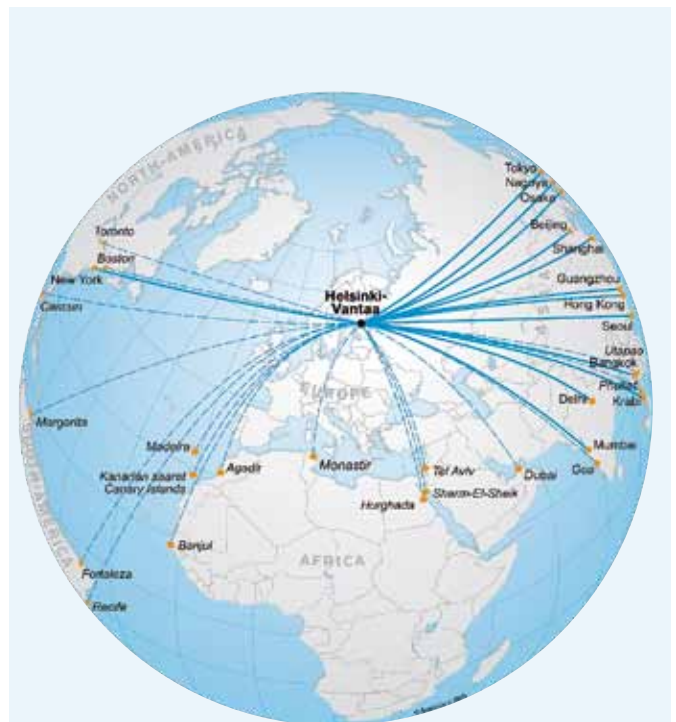 NORTH-AMERICA
Toronto
Boston
New York
Cancun
Margarita
SOUTH-AMERICA
Fortaleza
Recife
Madeira
Kanarian saaret
Canary Islands
Agadir
Banjul
Helsinki-
Vantaa
EUROPE
Monastir
AFRICA
Tel Aviv
Sharm-El-Sheik
Hurghada
Dubai
Tokyo
Nagoya
Osaka
Beijing
Shanghai
Guangzhou
Hong Kong
Seoul
Utapao
Bangkok
Phuket
Krabi
Delhi
Mumbai
Goa